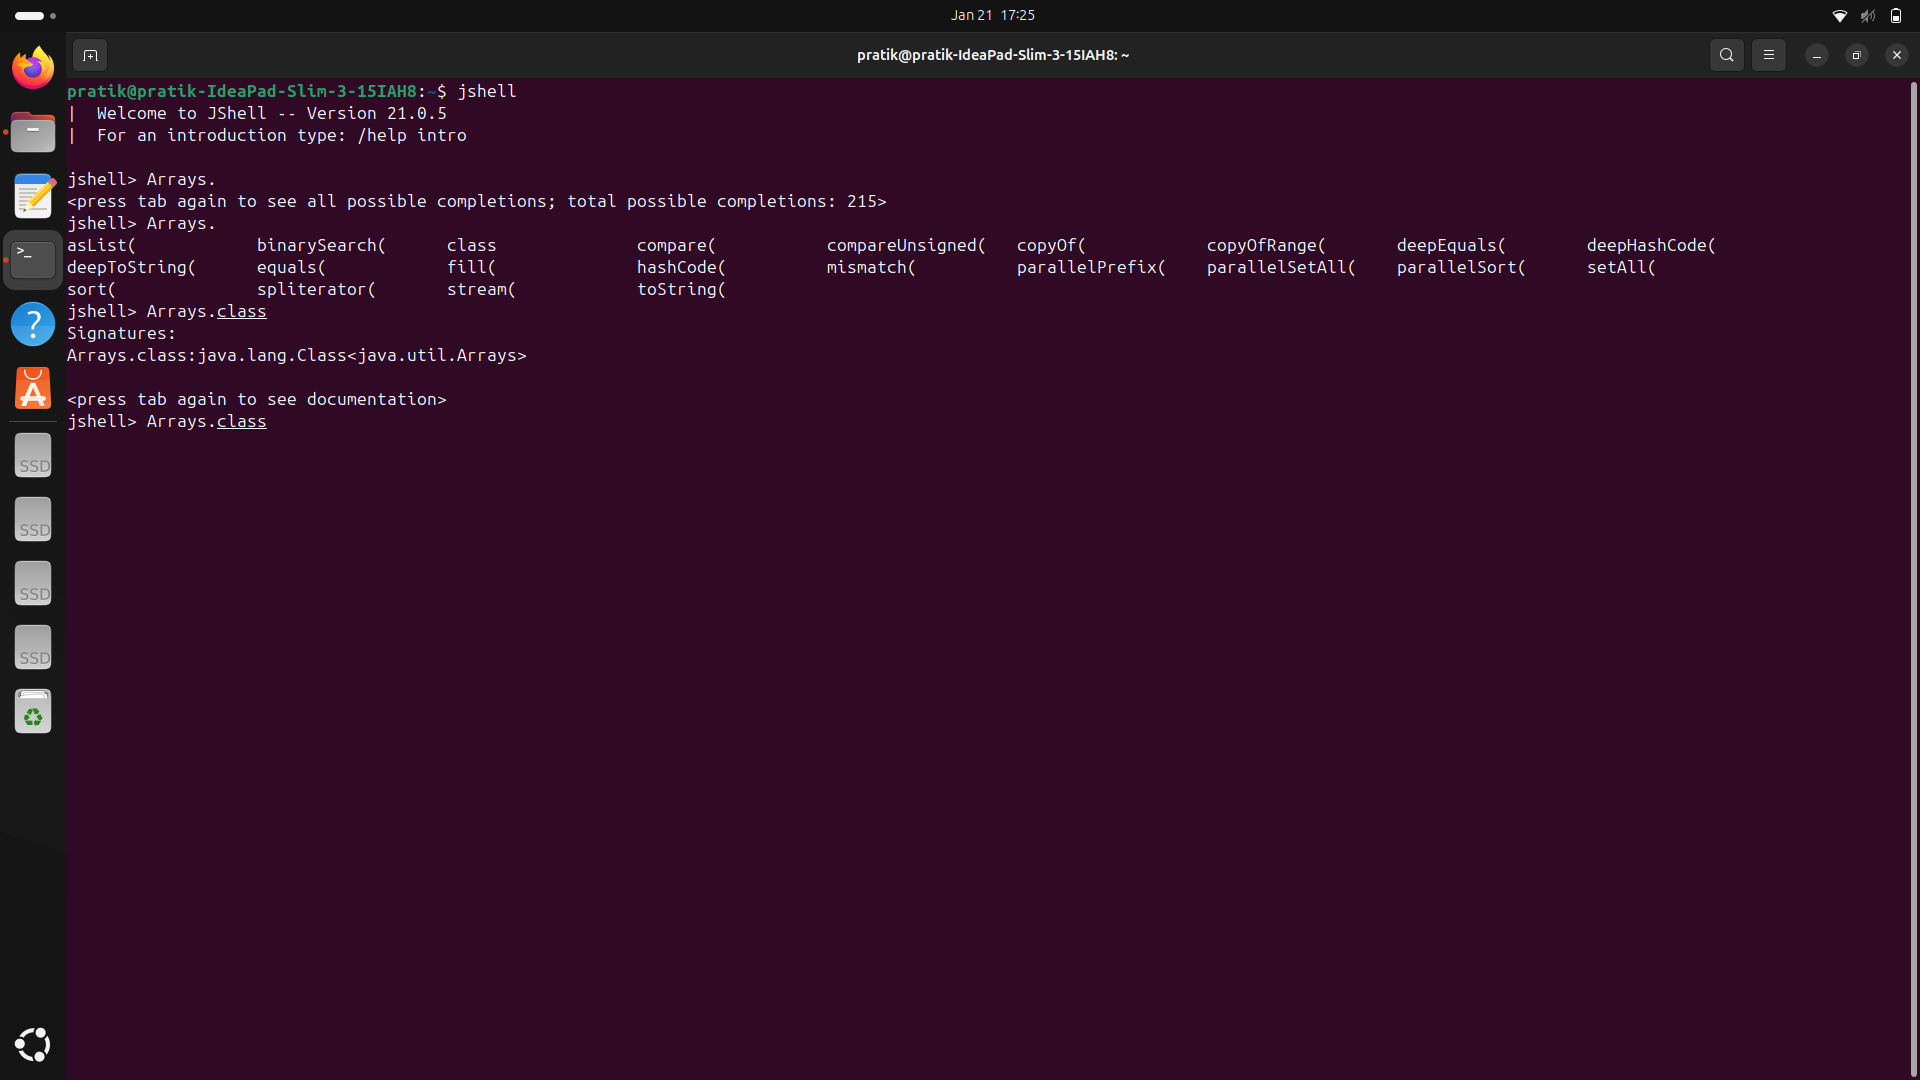 Jan 21 17:25
pratik@pratik-IdeaPad-Slim-3-15IAH8: ~
pratik@pratik-IdeaPad-Slim-3-15IAH8:~$ jshell
| Welcome to JShell -- Version 21.0.5
| For an introduction type: /help intro
jshell> Arrays.
<press tab again to see all possible completions; total possible completions: 215>
jshell> Arrays.
asList( binarySearch( class compare( compareUnsigned( copyOf( copyOfRange( deepEquals( deepHashCode(
deepToString( equals( fill( hashCode( mismatch( parallelPrefix( parallelSetAll( parallelSort( setAll(
sort( spliterator( stream( toString(
jshell> Arrays.class
Signatures:
Arrays.class:java.lang.Class<java.util.Arrays>
<press tab again to see documentation>
jshell> Arrays.class
SSD
SSD
SSD
SSD